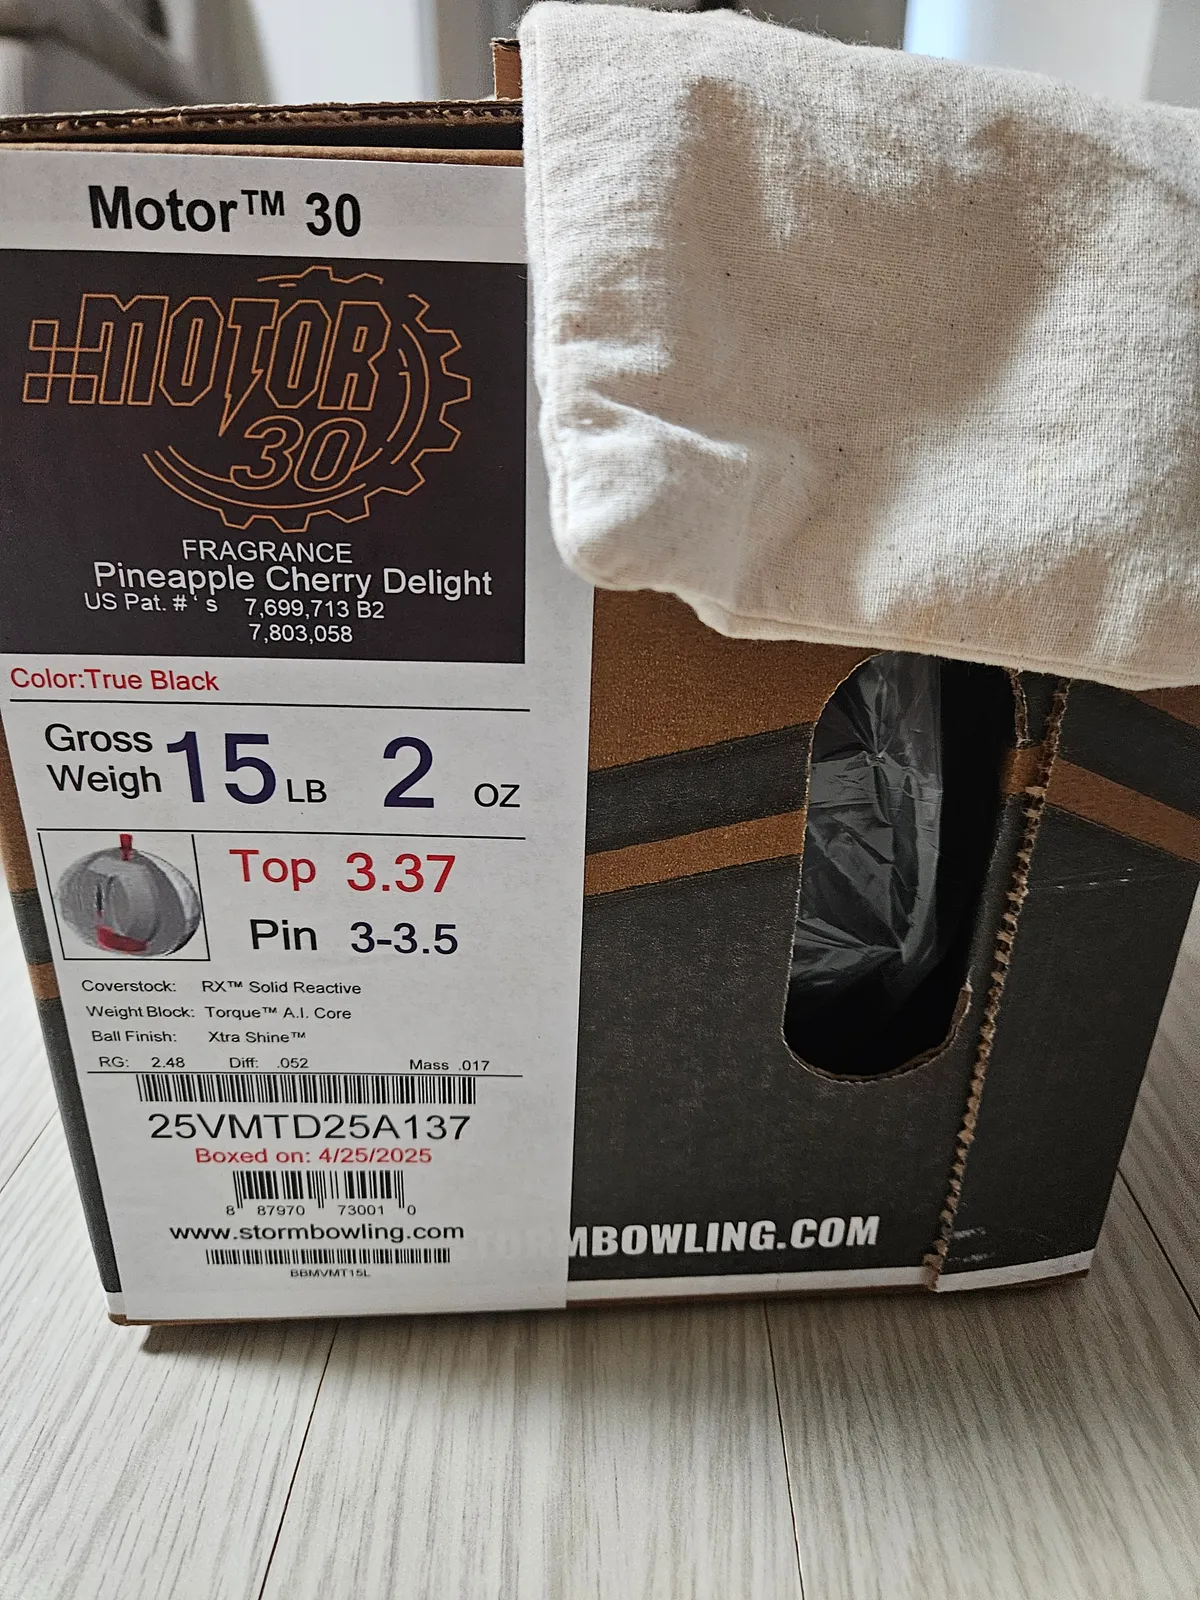 Motor™ 30
MOTOR
30
FRAGRANCE
Pineapple Cherry Delight
US Pat. #'s 7,699,713 B2
7,803,058
Color:True Black
Gross Weigh 15 LB 2 OZ
Top 3.37
Pin 3-3.5
Coverstock: RX™ Solid Reactive
Weight Block: Torque™ A.I. Core
Ball Finish: Xtra Shine™
RG: 2.48 Diff: .052 Mass .017
25VMTD25A137
Boxed on: 4/25/2025
8 87970 73001 0
www.stormbowling.com
BBMVMT15L
MBOWLING.COM